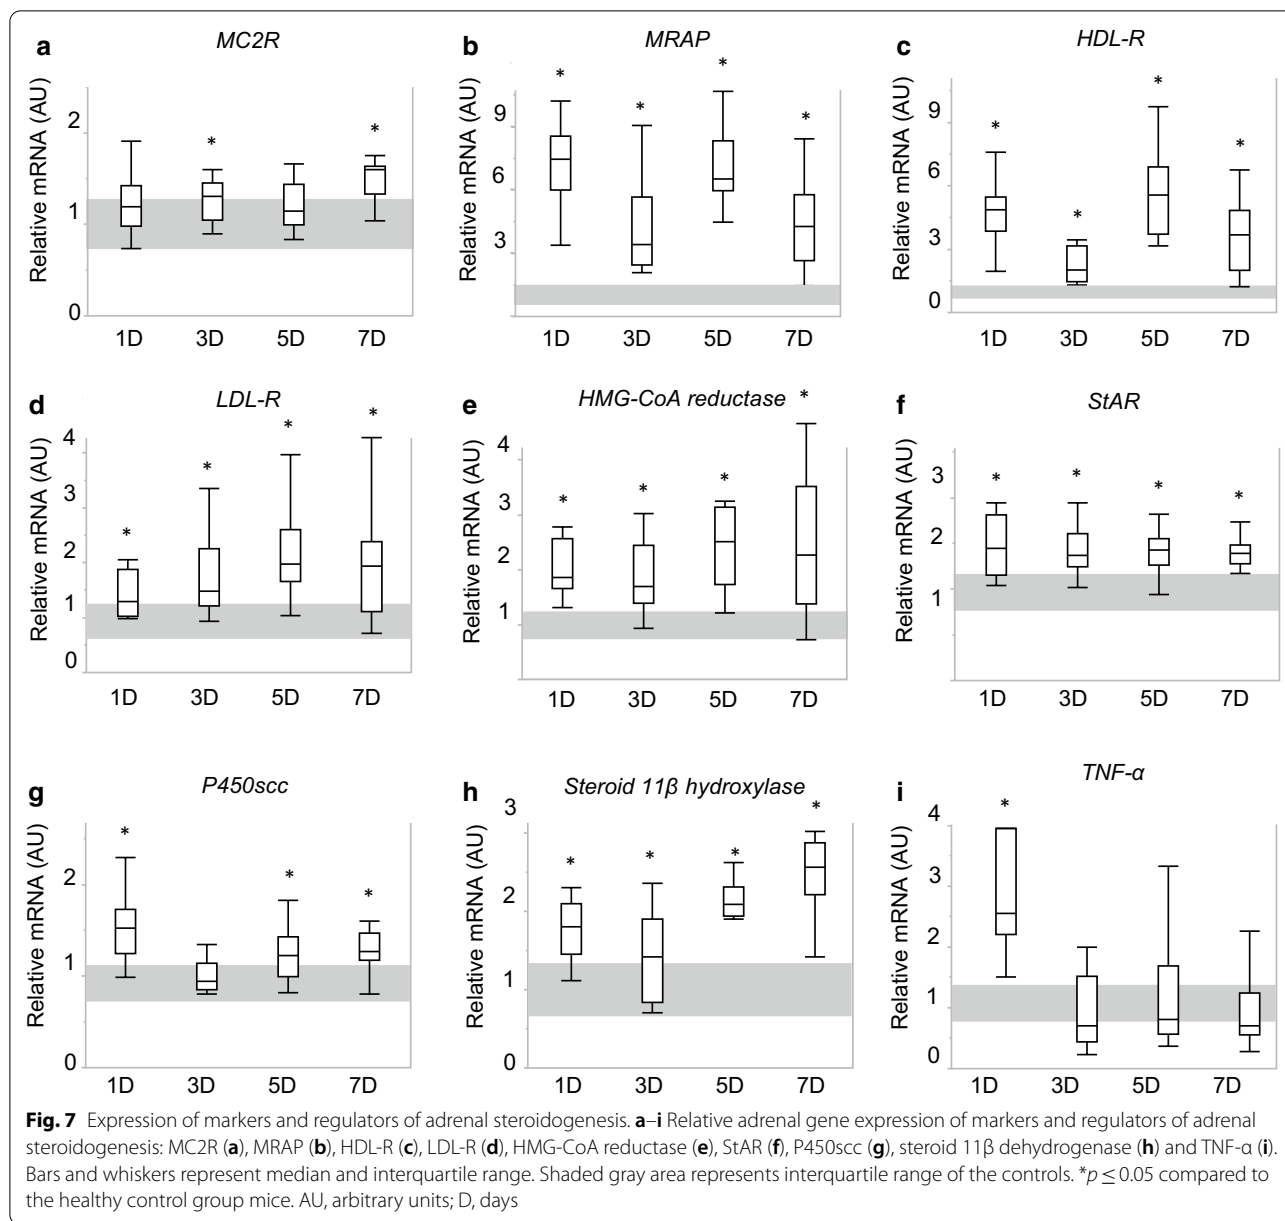 a MC2R
Relative mRNA (AU)
2
1
0
1D 3D 5D 7D
* *
b MRAP
Relative mRNA (AU)
9
6
3
1D 3D 5D 7D
* * * *
c HDL-R
Relative mRNA (AU)
9
6
3
0
1D 3D 5D 7D
* * * *
d LDL-R
Relative mRNA (AU)
4
3
2
1
0
1D 3D 5D 7D
* * * *
e HMG-CoA reductase
Relative mRNA (AU)
4
3
2
1
1D 3D 5D 7D
* * * *
f StAR
Relative mRNA (AU)
3
2
1
1D 3D 5D 7D
* * * *
g P450scc
Relative mRNA (AU)
2
1
0
1D 3D 5D 7D
* * *
h Steroid 11β hydroxylase
Relative mRNA (AU)
3
2
1
0
1D 3D 5D 7D
* * * *
i TNF-α
Relative mRNA (AU)
4
3
2
1
0
1D 3D 5D 7D
*
Fig. 7 Expression of markers and regulators of adrenal steroidogenesis. a–i Relative adrenal gene expression of markers and regulators of adrenal
steroidogenesis: MC2R (a), MRAP (b), HDL-R (c), LDL-R (d), HMG-CoA reductase (e), StAR (f), P450scc (g), steroid 11β dehydrogenase (h) and TNF-α (i).
Bars and whiskers represent median and interquartile range. Shaded gray area represents interquartile range of the controls. *p ≤ 0.05 compared to
the healthy control group mice. AU, arbitrary units; D, days